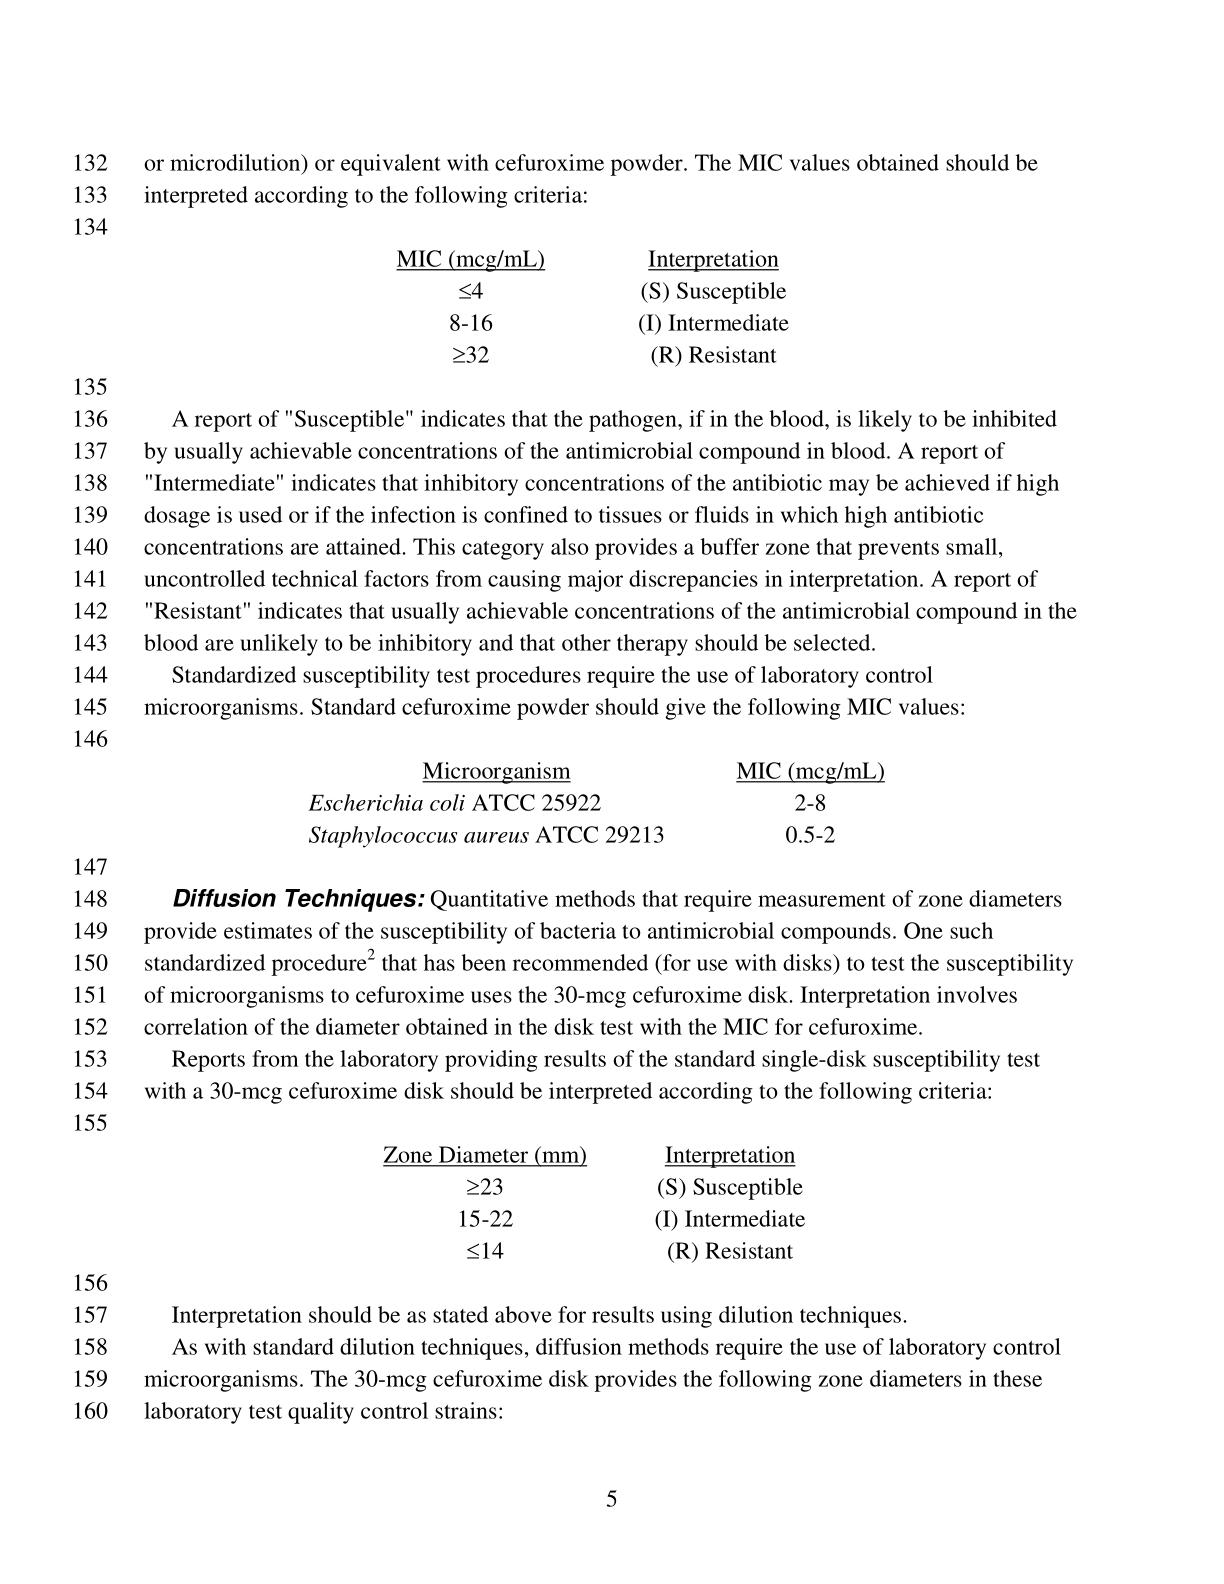 132 or microdilution) or equivalent with cefuroxime powder. The MIC values obtained should be
133 interpreted according to the following criteria:
134
MIC (mcg/mL) Interpretation
≤4 (S) Susceptible
8-16 (I) Intermediate
≥32 (R) Resistant
135
136 A report of "Susceptible" indicates that the pathogen, if in the blood, is likely to be inhibited
137 by usually achievable concentrations of the antimicrobial compound in blood. A report of
138 "Intermediate" indicates that inhibitory concentrations of the antibiotic may be achieved if high
139 dosage is used or if the infection is confined to tissues or fluids in which high antibiotic
140 concentrations are attained. This category also provides a buffer zone that prevents small,
141 uncontrolled technical factors from causing major discrepancies in interpretation. A report of
142 "Resistant" indicates that usually achievable concentrations of the antimicrobial compound in the
143 blood are unlikely to be inhibitory and that other therapy should be selected.
144 Standardized susceptibility test procedures require the use of laboratory control
145 microorganisms. Standard cefuroxime powder should give the following MIC values:
146
Microorganism MIC (mcg/mL)
Escherichia coli ATCC 25922 2-8
Staphylococcus aureus ATCC 29213 0.5-2
147
148 Diffusion Techniques: Quantitative methods that require measurement of zone diameters
149 provide estimates of the susceptibility of bacteria to antimicrobial compounds. One such
150 standardized procedure² that has been recommended (for use with disks) to test the susceptibility
151 of microorganisms to cefuroxime uses the 30-mcg cefuroxime disk. Interpretation involves
152 correlation of the diameter obtained in the disk test with the MIC for cefuroxime.
153 Reports from the laboratory providing results of the standard single-disk susceptibility test
154 with a 30-mcg cefuroxime disk should be interpreted according to the following criteria:
155
Zone Diameter (mm) Interpretation
≥23 (S) Susceptible
15-22 (I) Intermediate
≤14 (R) Resistant
156
157 Interpretation should be as stated above for results using dilution techniques.
158 As with standard dilution techniques, diffusion methods require the use of laboratory control
159 microorganisms. The 30-mcg cefuroxime disk provides the following zone diameters in these
160 laboratory test quality control strains:
5